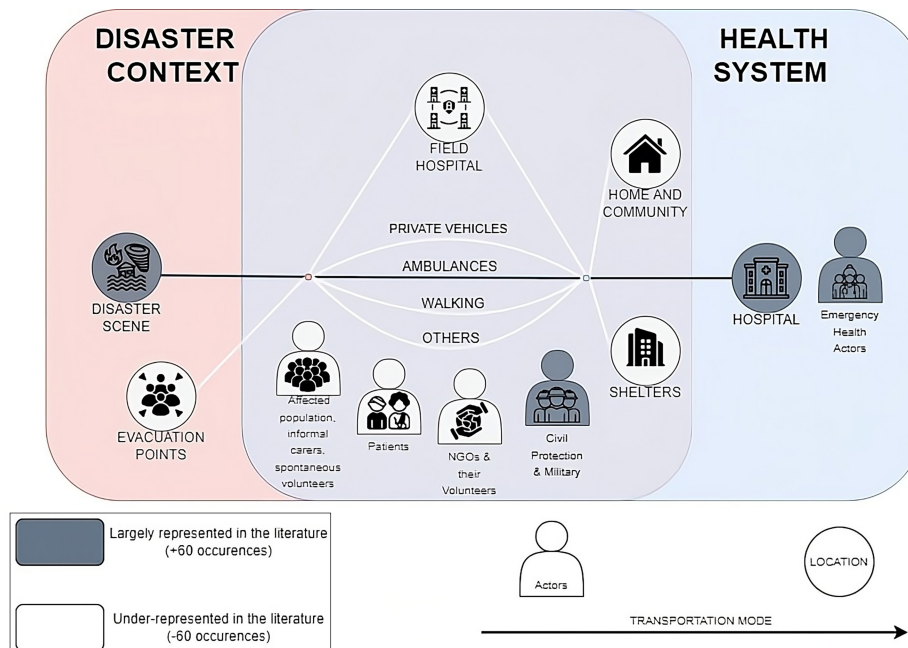 DISASTER
CONTEXT
HEALTH
SYSTEM
FIELD
HOSPITAL
HOME AND
COMMUNITY
PRIVATE VEHICLES
AMBULANCES
WALKING
OTHERS
DISASTER
SCENE
HOSPITAL
Emergency
Health
Actors
EVACUATION
POINTS
SHELTERS
Affected
population,
informal
carers,
spontaneous
volunteers
Patients
NGOs &
their
Volunteers
Civil
Protection
& Military
Largely represented in the literature
(+60 occurences)
Under-represented in the literature
(-60 occurences)
Actors
LOCATION
TRANSPORTATION MODE